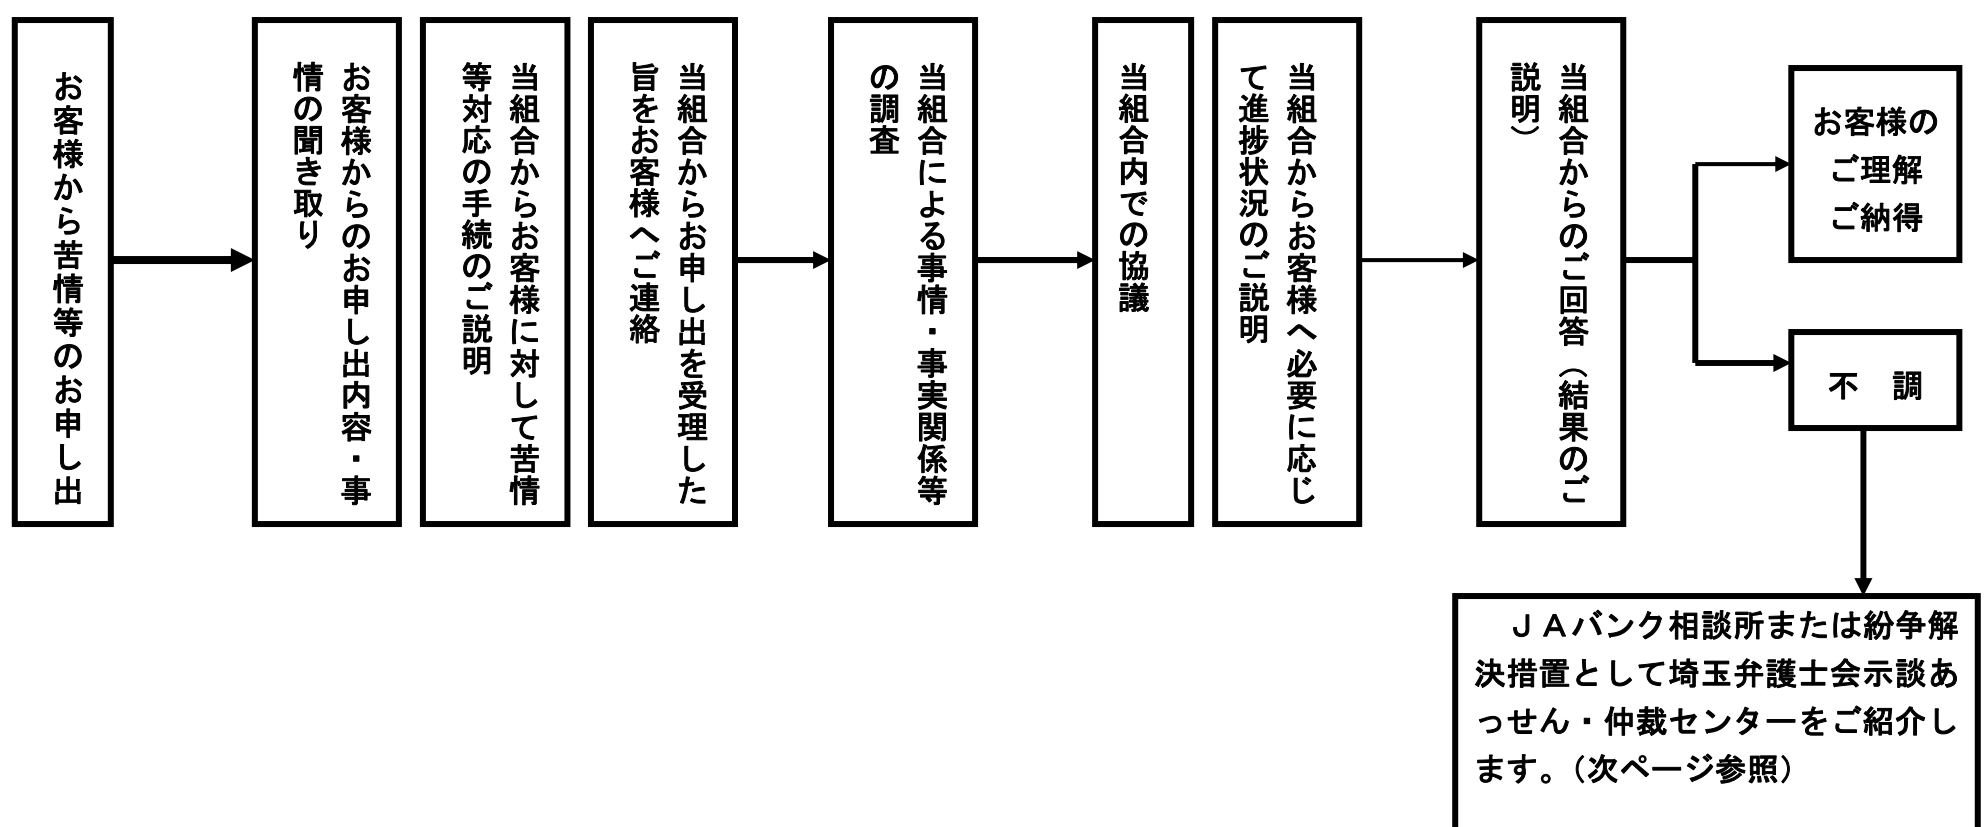 お客様から苦情等のお申し出
お客様からのお申し出内容・事
情の聞き取り
当組合からお客様に対して苦情
等対応の手続のご説明
当組合からお申し出を受理した
旨をお客様へご連絡
当組合による事情・事実関係等
の調査
当組合内での協議
当組合からお客様へ必要に応じ
て進捗状況のご説明
当組合からのご回答（結果のご
説明）
お客様の
ご理解
ご納得
不　調
ＪＡバンク相談所または紛争解
決措置として埼玉弁護士会示談あ
っせん・仲裁センターをご紹介し
ます。（次ページ参照）